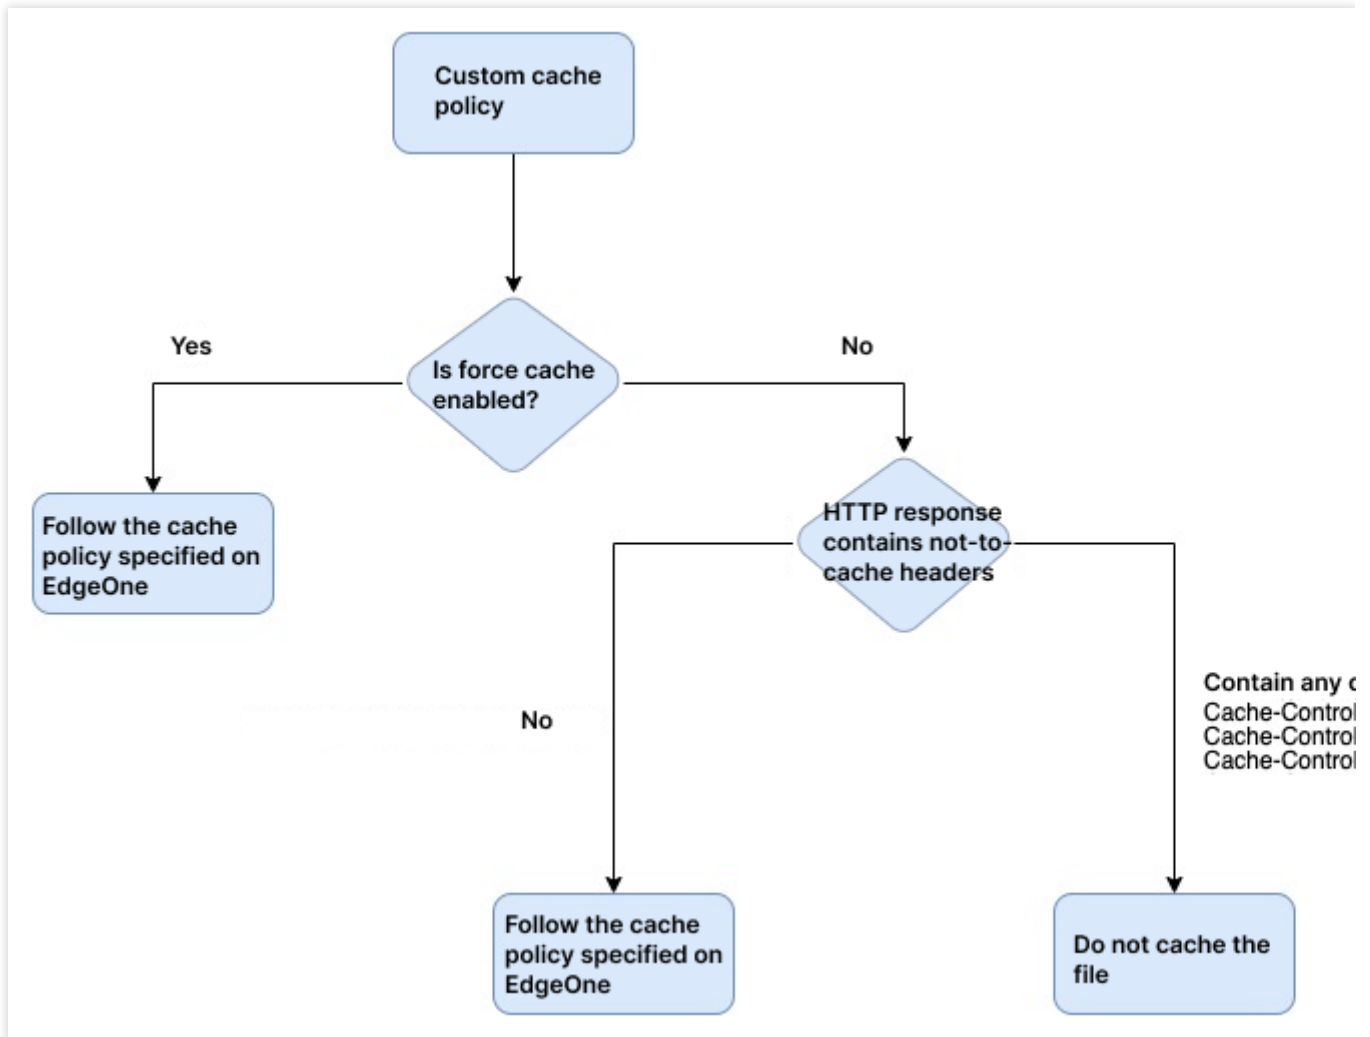 Custom cache
policy
Yes
No
Is force cache
enabled?
Follow the cache
policy specified on
EdgeOne
HTTP response
contains not-to-
cache headers
No
Contain any
Cache-Control
Cache-Control
Cache-Control
Follow the cache
policy specified on
EdgeOne
Do not cache the
file